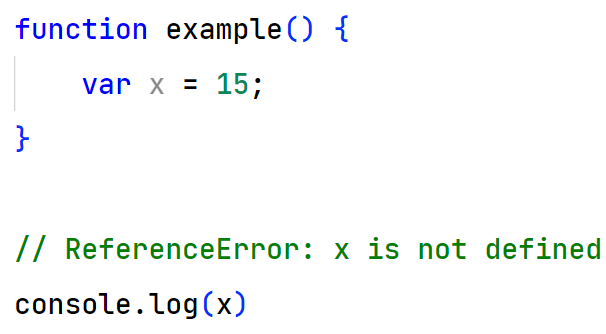 function example() {
    var x = 15;
}

// ReferenceError: x is not defined
console.log(x)